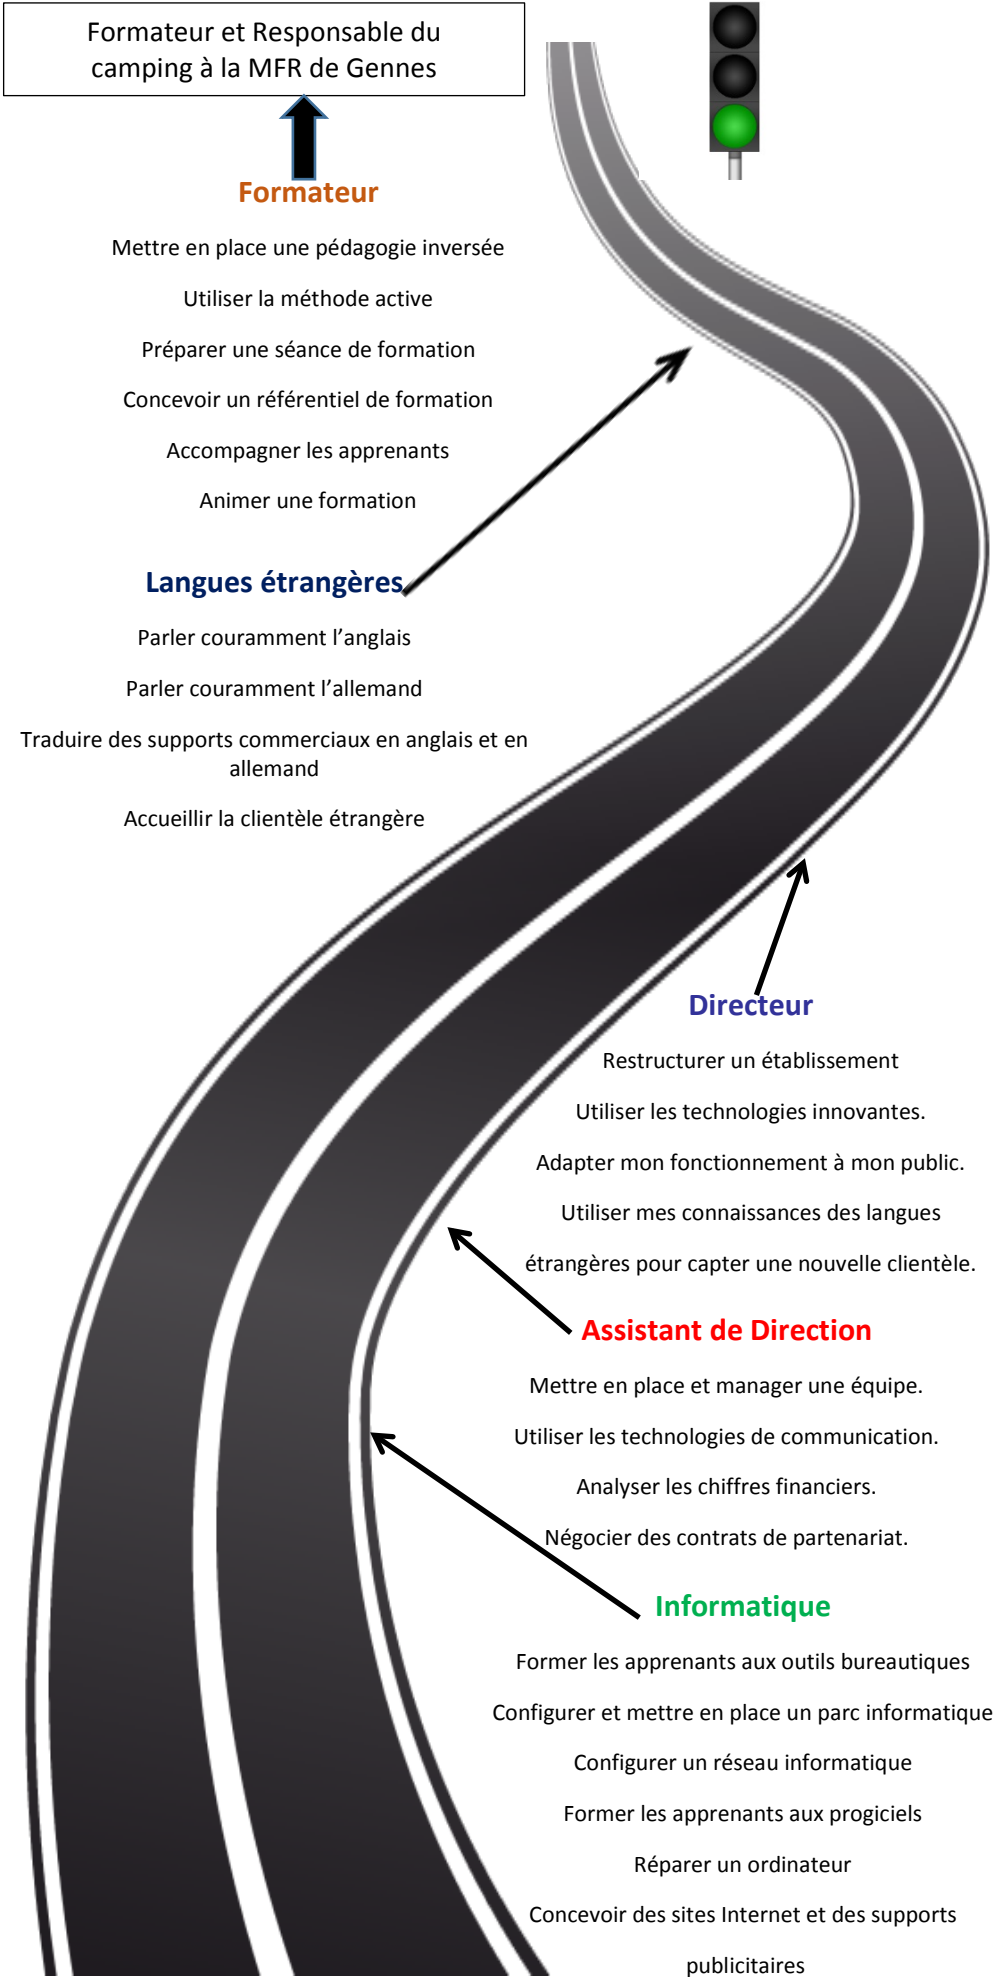 Formateur et Responsable du
camping à la MFR de Gennes
Formateur
Mettre en place une pédagogie inversée
Utiliser la méthode active
Préparer une séance de formation
Concevoir un référentiel de formation
Accompagner les apprenants
Animer une formation
Langues étrangères
Parler couramment l’anglais
Parler couramment l’allemand
Traduire des supports commerciaux en anglais et en
allemand
Accueillir la clientèle étrangère
Directeur
Restructurer un établissement
Utiliser les technologies innovantes.
Adapter mon fonctionnement à mon public.
Utiliser mes connaissances des langues
étrangères pour capter une nouvelle clientèle.
Assistant de Direction
Mettre en place et manager une équipe.
Utiliser les technologies de communication.
Analyser les chiffres financiers.
Négocier des contrats de partenariat.
Informatique
Former les apprenants aux outils bureautiques
Configurer et mettre en place un parc informatique
Configurer un réseau informatique
Former les apprenants aux progiciels
Réparer un ordinateur
Concevoir des sites Internet et des supports
publicitaires